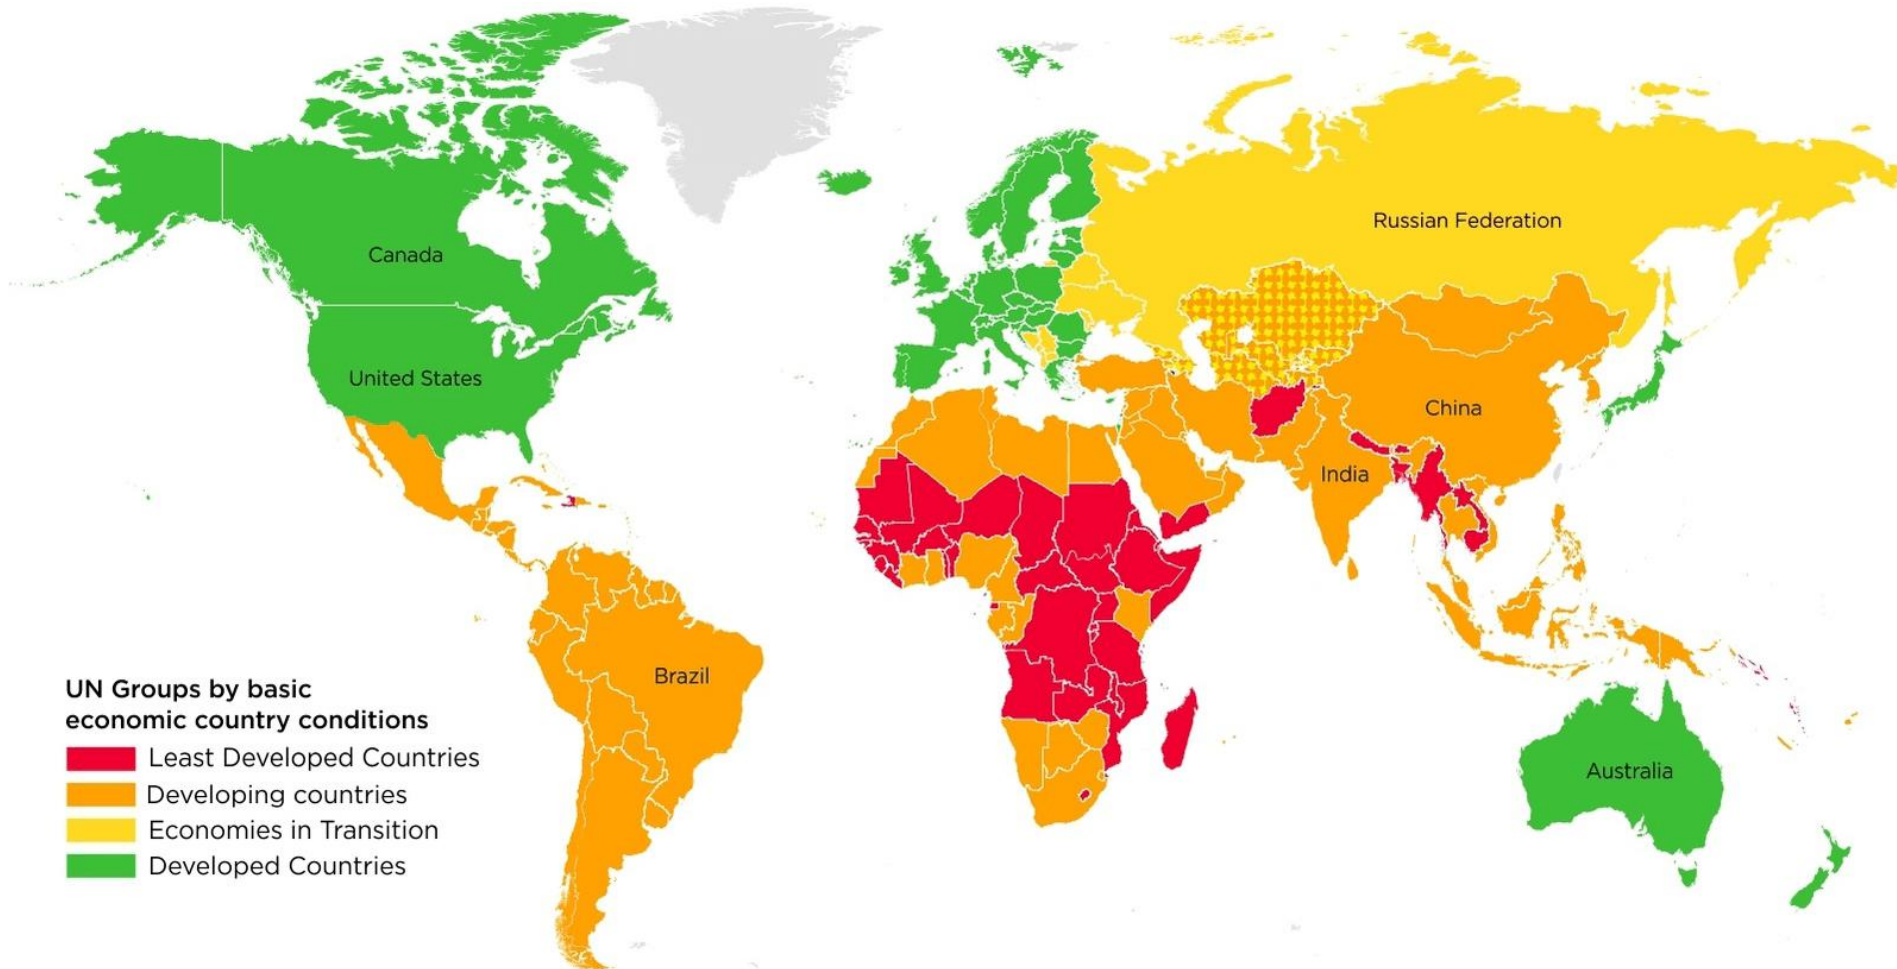 Canada
Russian Federation
United States
China
India
Brazil
UN Groups by basic
economic country conditions
Least Developed Countries
Developing countries
Economies in Transition
Developed Countries
Australia